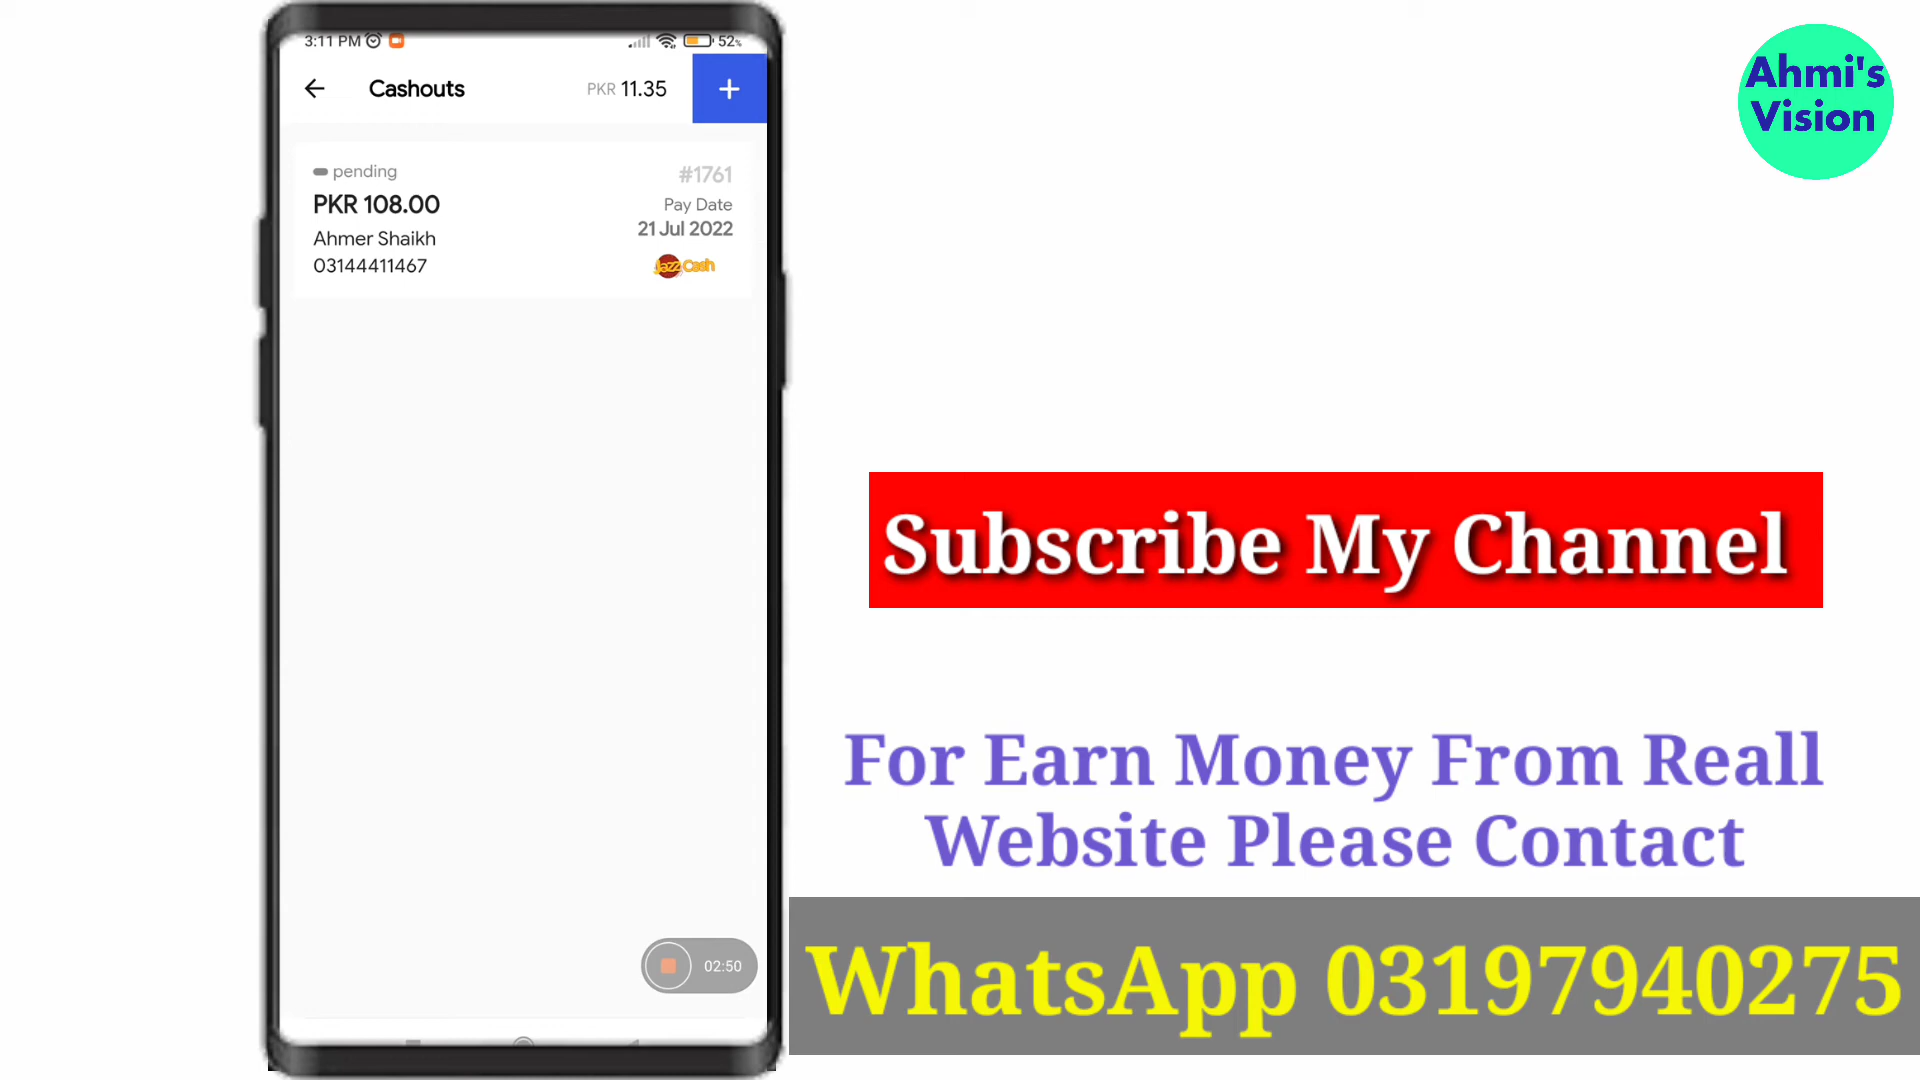 3:11 PM
52%
Cashouts
PKR 11.35
+
pending
#1761
PKR 108.00
Pay Date
21 Jul 2022
Ahmer Shaikh
03144411467
JazzCash
02:50
Ahmi's
Vision
Subscribe My Channel
For Earn Money From Reall
Website Please Contact
WhatsApp 03197940275